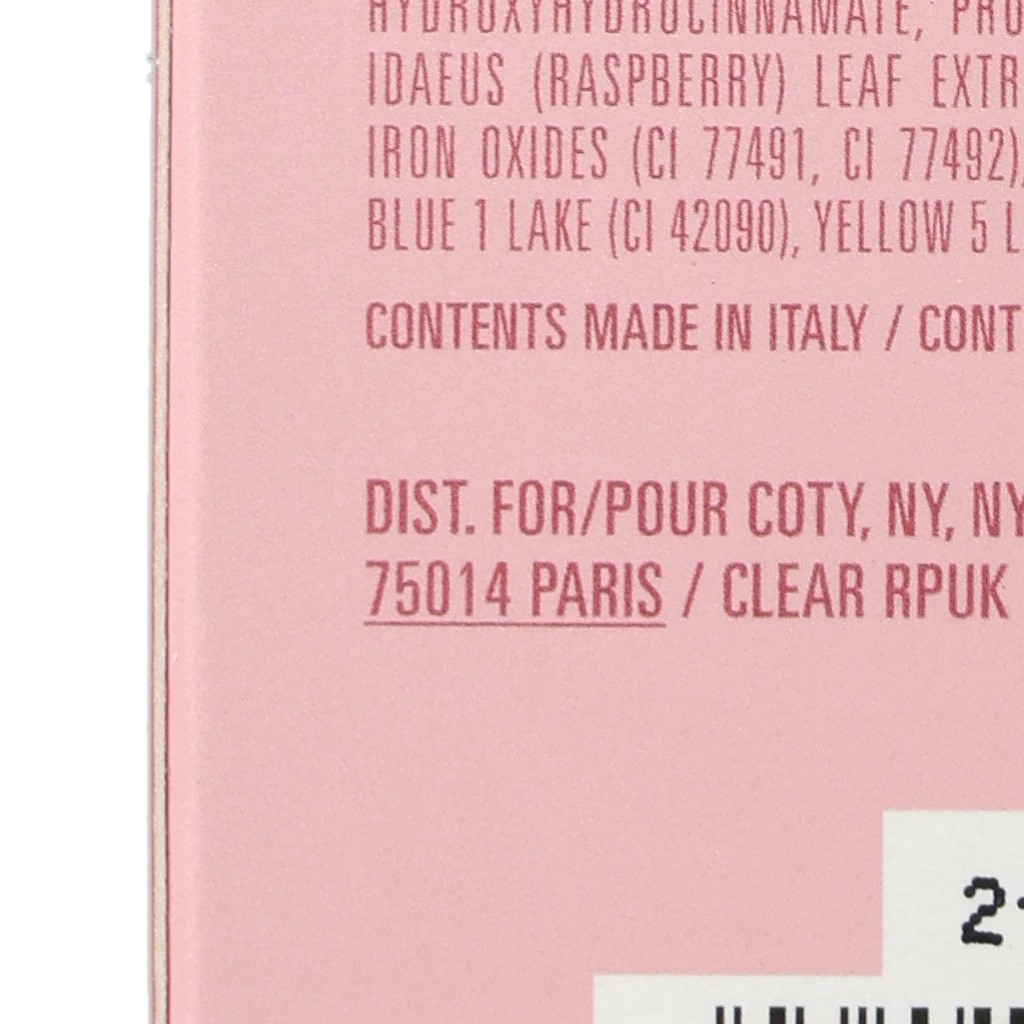 HYDROXYHYDROCINNAMATE, PRO
IDAEUS (RASPBERRY) LEAF EXTR
IRON OXIDES (CI 77491, CI 77492),
BLUE 1 LAKE (CI 42090), YELLOW 5 L
CONTENTS MADE IN ITALY / CONT
DIST. FOR/POUR COTY, NY, NY
75014 PARIS / CLEAR RPUK
2